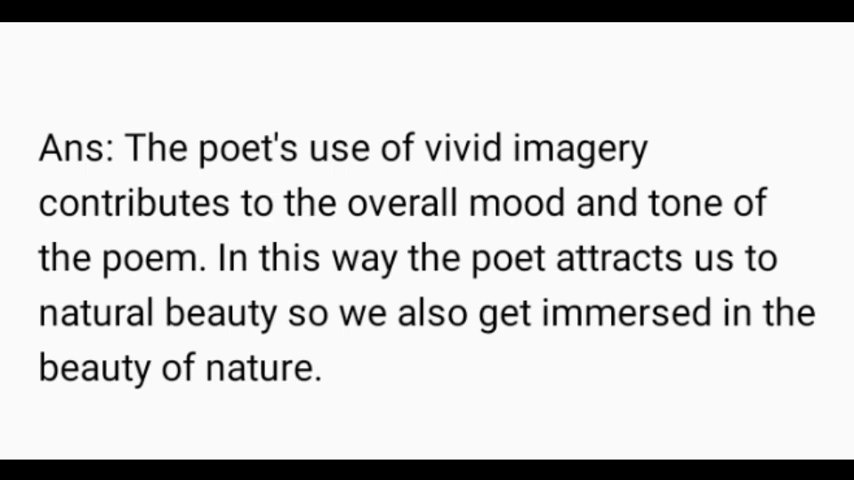 Ans: The poet's use of vivid imagery
contributes to the overall mood and tone of
the poem. In this way the poet attracts us to
natural beauty so we also get immersed in the
beauty of nature.